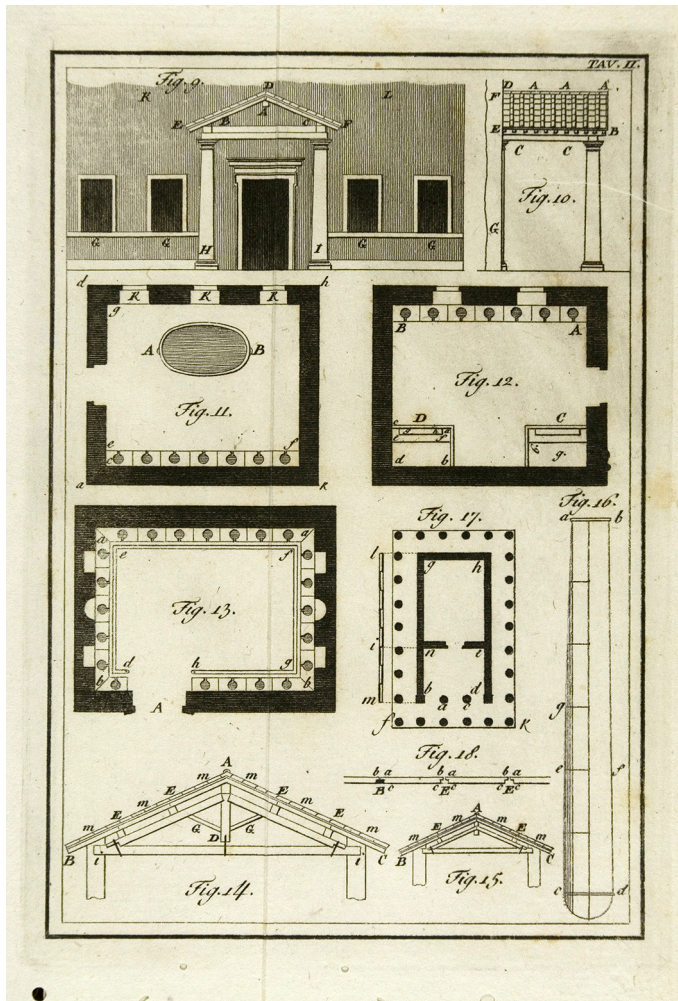 TAV. II.
Fig. 9.
D
K
L
A
E
B
C
F
G
G
H
I
G
G
D A A A
F
E
B
C C
Fig. 10.
G
d
h
K
K
K
g
A
B
Fig. 11.
e
f
c
a
k
B
A
Fig. 12.
D
C
c
e
d
b
g
a
a
e
f
Fig. 13.
d
h
g
b
b
A
Fig. 17.
l
g
h
i
n
i
m
b
d
a
c
f
K
Fig. 16.
a
b
g
e
f
c
d
Fig. 18.
b a
b a
b a
B c
c E c
c E c
A
m m
E E
m m
E G D G E
m m
B i i C
Fig. 14.
A
m m
E E
m m
B C
Fig. 15.